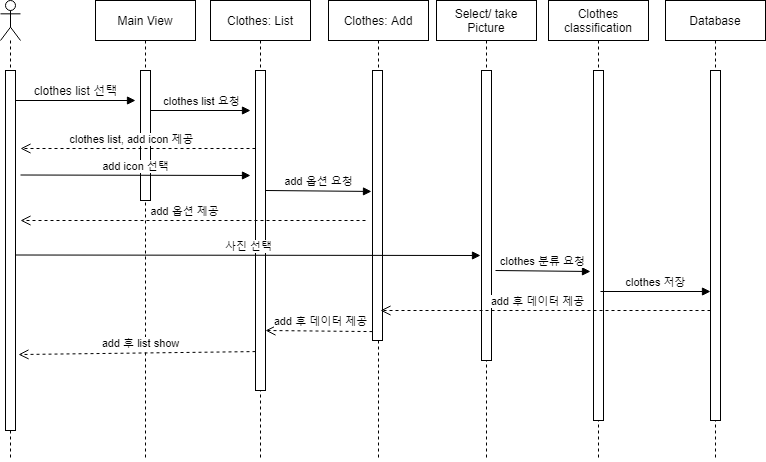 Main View
Clothes: List
Clothes: Add
Select/ take
Picture
Clothes
classification
Database
clothes list 선택
clothes list 요청
clothes list, add icon 제공
add icon 선택
add 옵션 요청
add 옵션 제공
사진 선택
clothes 분류 요청
clothes 저장
add 후 데이터 제공
add 후 데이터 제공
add 후 list show